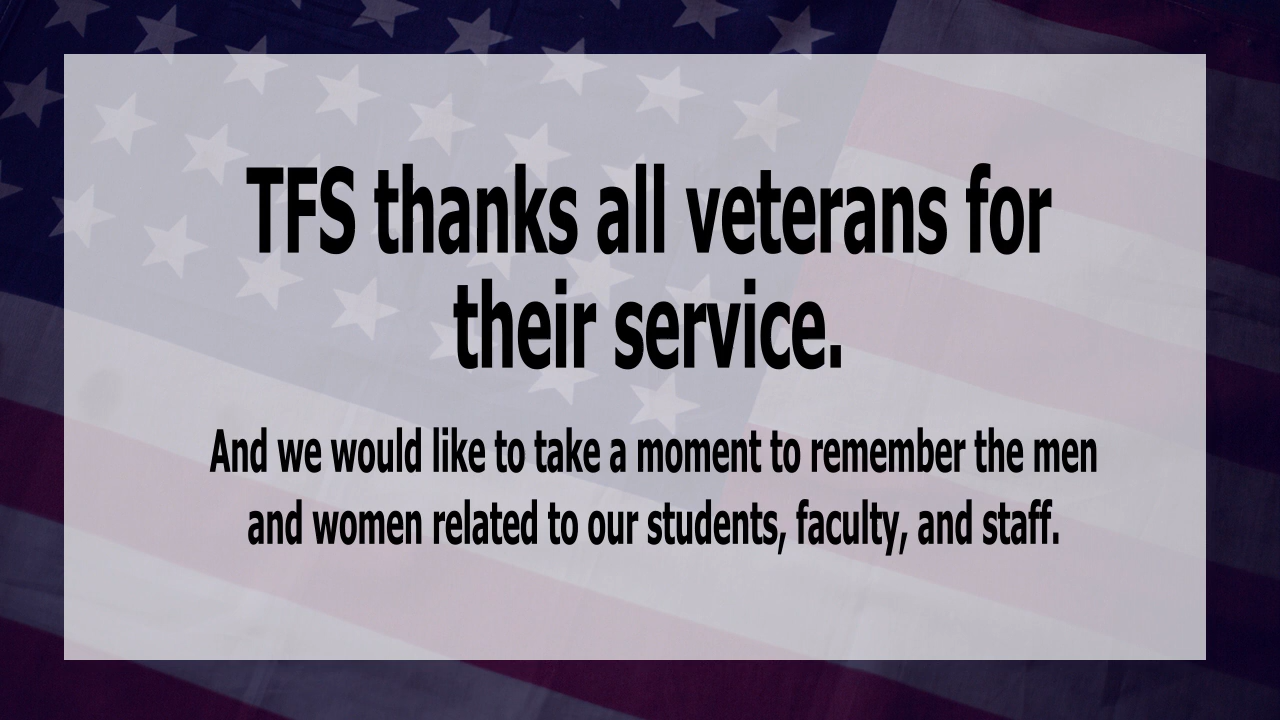 TFS thanks all veterans for
their service.
And we would like to take a moment to remember the men
and women related to our students, faculty, and staff.